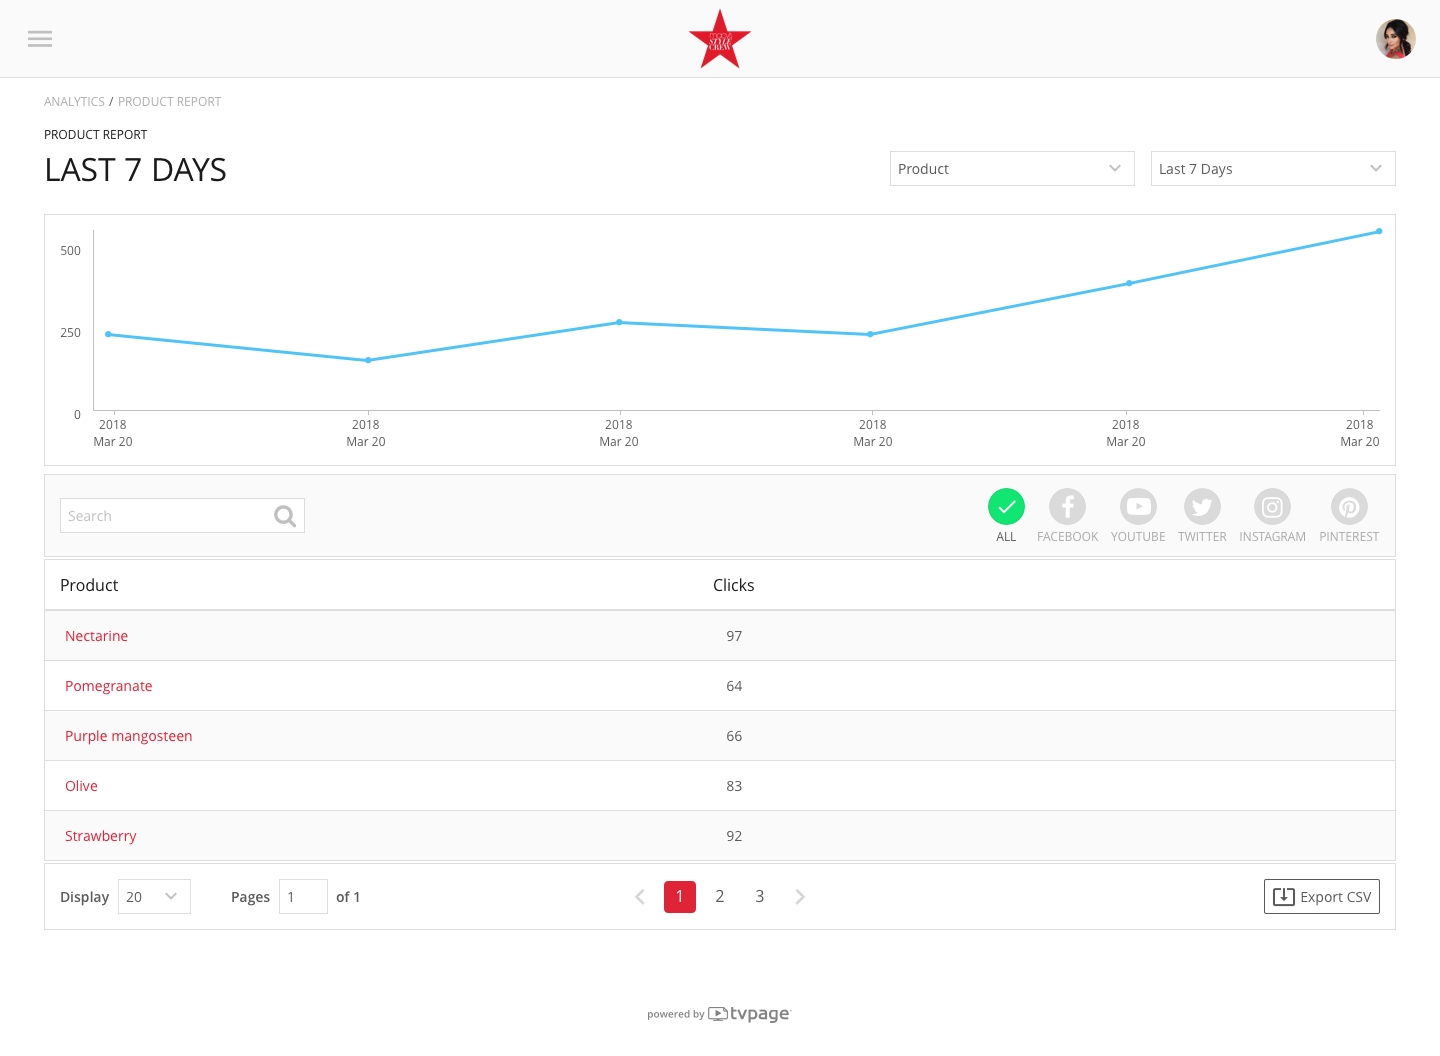 macy's
STYLE
CREW
ANALYTICS / PRODUCT REPORT
PRODUCT REPORT
LAST 7 DAYS
Product
Last 7 Days
500
250
0
2018 2018 2018 2018 2018 2018
Mar 20 Mar 20 Mar 20 Mar 20 Mar 20 Mar 20
Search
ALL FACEBOOK YOUTUBE TWITTER INSTAGRAM PINTEREST
Product Clicks
Nectarine 97
Pomegranate 64
Purple mangosteen 66
Olive 83
Strawberry 92
Display 20 Pages 1 of 1 1 2 3 Export CSV
powered by tvpage